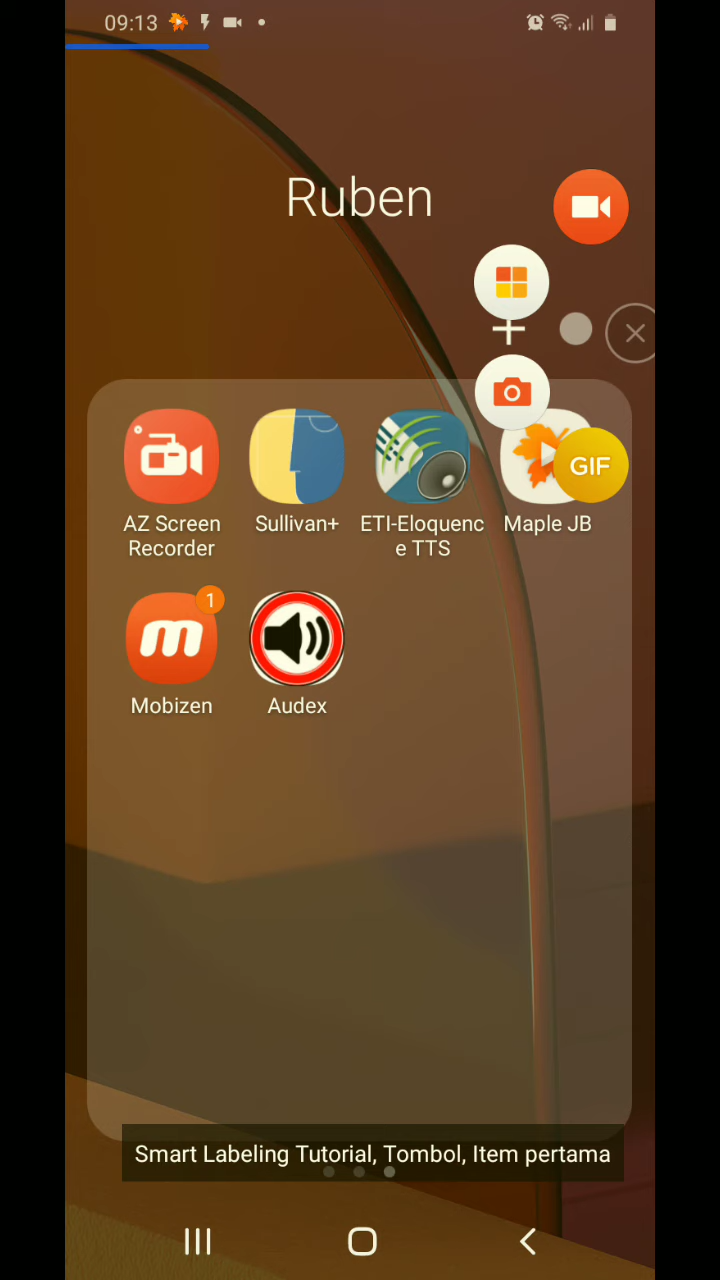 09:13
Ruben
AZ Screen
Recorder
Sullivan+
ETI-Eloquenc
e TTS
Maple JB
GIF
1
m
Mobizen
Audex
Smart Labeling Tutorial, Tombol, Item pertama